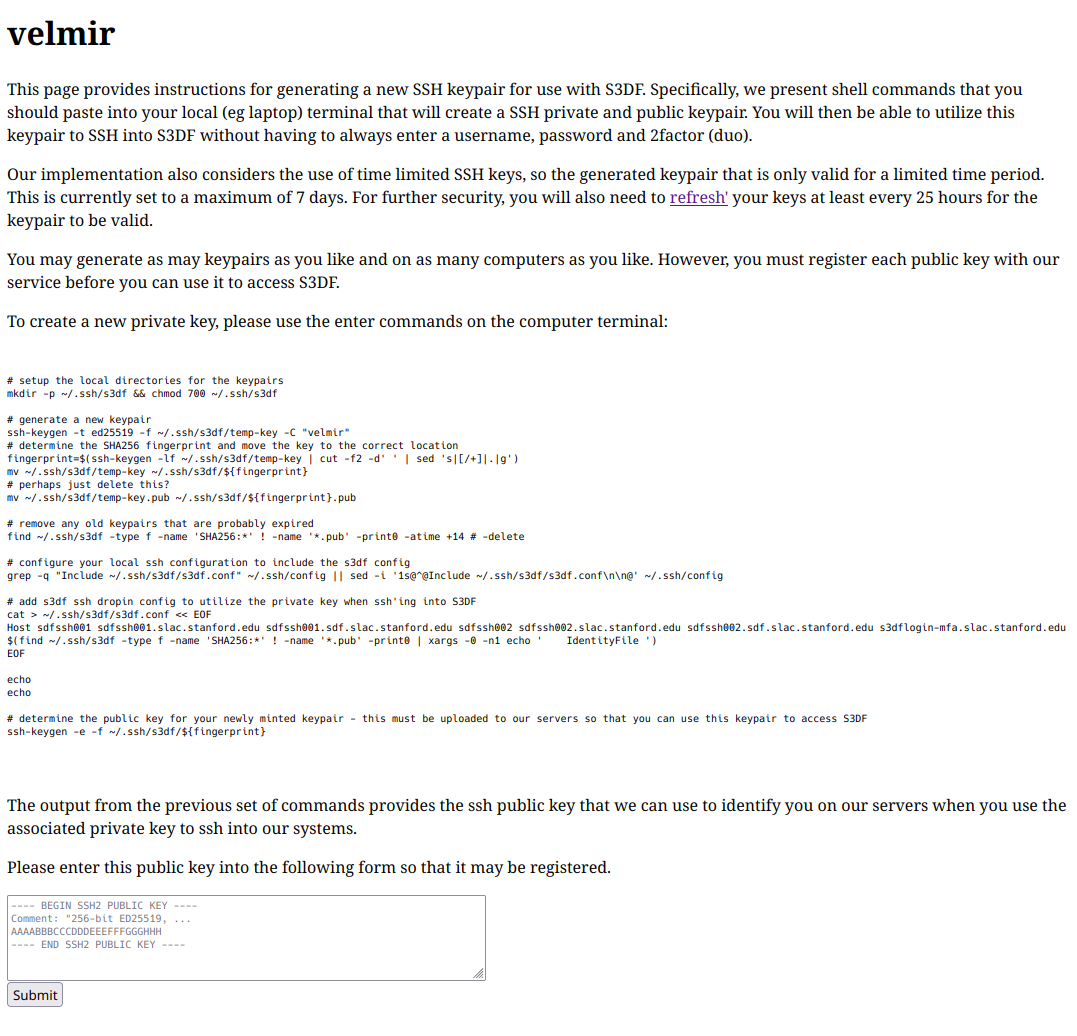 velmir
This page provides instructions for generating a new SSH keypair for use with S3DF. Specifically, we present shell commands that you
should paste into your local (eg laptop) terminal that will create a SSH private and public keypair. You will then be able to utilize this
keypair to SSH into S3DF without having to always enter a username, password and 2factor (duo).
Our implementation also considers the use of time limited SSH keys, so the generated keypair that is only valid for a limited time period.
This is currently set to a maximum of 7 days. For further security, you will also need to refresh' your keys at least every 25 hours for the
keypair to be valid.
You may generate as may keypairs as you like and on as many computers as you like. However, you must register each public key with our
service before you can use it to access S3DF.
To create a new private key, please use the enter commands on the computer terminal:
# setup the local directories for the keypairs
mkdir -p ~/.ssh/s3df && chmod 700 ~/.ssh/s3df
# generate a new keypair
ssh-keygen -t ed25519 -f ~/.ssh/s3df/temp-key -C "velmir"
# determine the SHA256 fingerprint and move the key to the correct location
fingerprint=$(ssh-keygen -lf ~/.ssh/s3df/temp-key | cut -f2 -d' ' | sed 's|[/+]|.|g')
mv ~/.ssh/s3df/temp-key ~/.ssh/s3df/${fingerprint}
# perhaps just delete this?
mv ~/.ssh/s3df/temp-key.pub ~/.ssh/s3df/${fingerprint}.pub
# remove any old keypairs that are probably expired
find ~/.ssh/s3df -type f -name 'SHA256:*' ! -name '*.pub' -print0 -atime +14 # -delete
# configure your local ssh configuration to include the s3df config
grep -q "Include ~/.ssh/s3df/s3df.conf" ~/.ssh/config || sed -i '1s@^@Include ~/.ssh/s3df/s3df.conf\n\n@' ~/.ssh/config
# add s3df ssh dropin config to utilize the private key when ssh'ing into S3DF
cat > ~/.ssh/s3df/s3df.conf << EOF
Host sdfssh001 sdfssh001.slac.stanford.edu sdfssh001.sdf.slac.stanford.edu sdfssh002 sdfssh002.slac.stanford.edu sdfssh002.sdf.slac.stanford.edu s3dflogin-mfa.slac.stanford.edu
$(find ~/.ssh/s3df -type f -name 'SHA256:*' ! -name '*.pub' -print0 | xargs -0 -n1 echo '    IdentityFile ')
EOF
echo
echo
# determine the public key for your newly minted keypair - this must be uploaded to our servers so that you can use this keypair to access S3DF
ssh-keygen -e -f ~/.ssh/s3df/${fingerprint}
The output from the previous set of commands provides the ssh public key that we can use to identify you on our servers when you use the
associated private key to ssh into our systems.
Please enter this public key into the following form so that it may be registered.
---- BEGIN SSH2 PUBLIC KEY ----
Comment: "256-bit ED25519, ...
AAAABBBCCCDDDEEEFFFGGGHHH
---- END SSH2 PUBLIC KEY ----
Submit